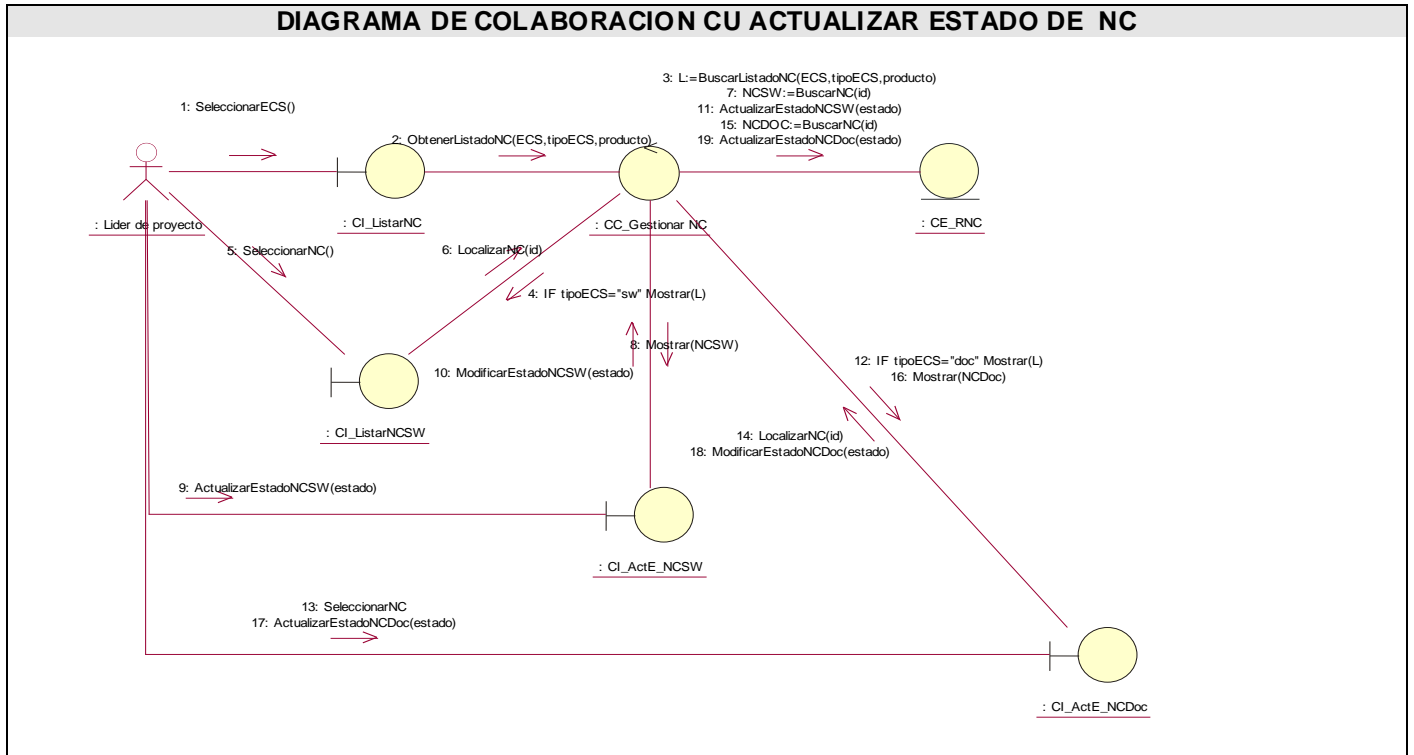 DIAGRAMA DE COLABORACION CU ACTUALIZAR ESTADO DE NC
3: L:=BuscarListadoNC(ECS,tipoECS,producto)
7: NCSW:=BuscarNC(id)
11: ActualizarEstadoNCSW(estado)
15: NCDOC:=BuscarNC(id)
19: ActualizarEstadoNCDoc(estado)
1: SeleccionarECS()
2: ObtenerListadoNC(ECS,tipoECS,producto)
: Lider de proyecto
: CI_ListarNC
: CC_Gestionar NC
: CE_RNC
5: SeleccionarNC()
6: LocalizarNC(id)
4: IF tipoECS="sw" Mostrar(L)
8: Mostrar(NCSW)
10: ModificarEstadoNCSW(estado)
12: IF tipoECS="doc" Mostrar(L)
16: Mostrar(NCDoc)
: CI_ListarNCSW
14: LocalizarNC(id)
18: ModificarEstadoNCDoc(estado)
9: ActualizarEstadoNCSW(estado)
: CI_ActE_NCSW
13: SeleccionarNC
17: ActualizarEstadoNCDoc(estado)
: CI_ActE_NCDoc